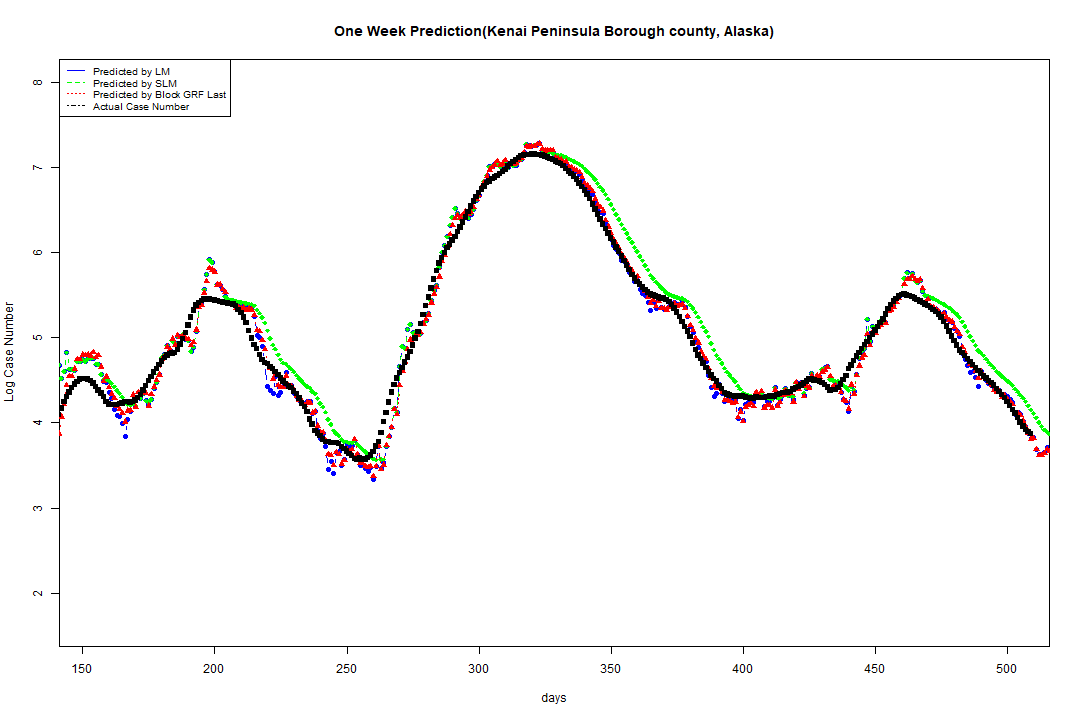 One Week Prediction(Kenai Peninsula Borough county, Alaska)
Predicted by LM
Predicted by SLM
Predicted by Block GRF Last
Actual Case Number
8
7
6
5
4
3
2
Log Case Number
150 200 250 300 350 400 450 500
days